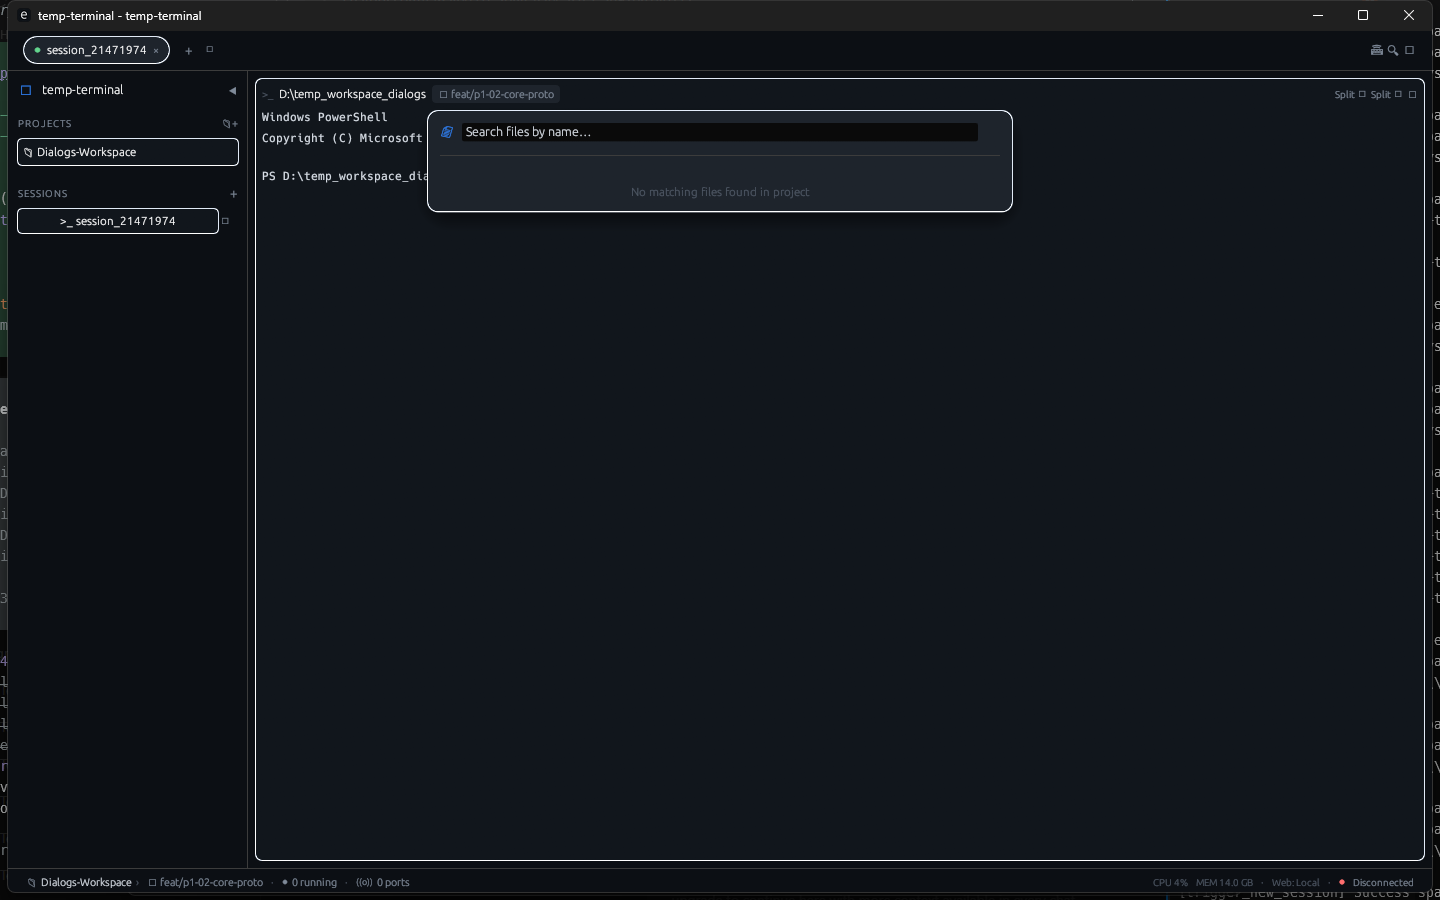 temp-terminal - temp-terminal
session_21471974 ×
+
temp-terminal
PROJECTS
Dialogs-Workspace
SESSIONS +
>_ session_21471974
>_ D:\temp_workspace_dialogs feat/p1-02-core-proto
Split Split
Windows PowerShell
Copyright (C) Microsoft
PS D:\temp_workspace_dia
Search files by name...
No matching files found in project
Dialogs-Workspace › feat/p1-02-core-proto · 0 running · ((o)) 0 ports
CPU 4% MEM 14.0 GB · Web: Local · Disconnected